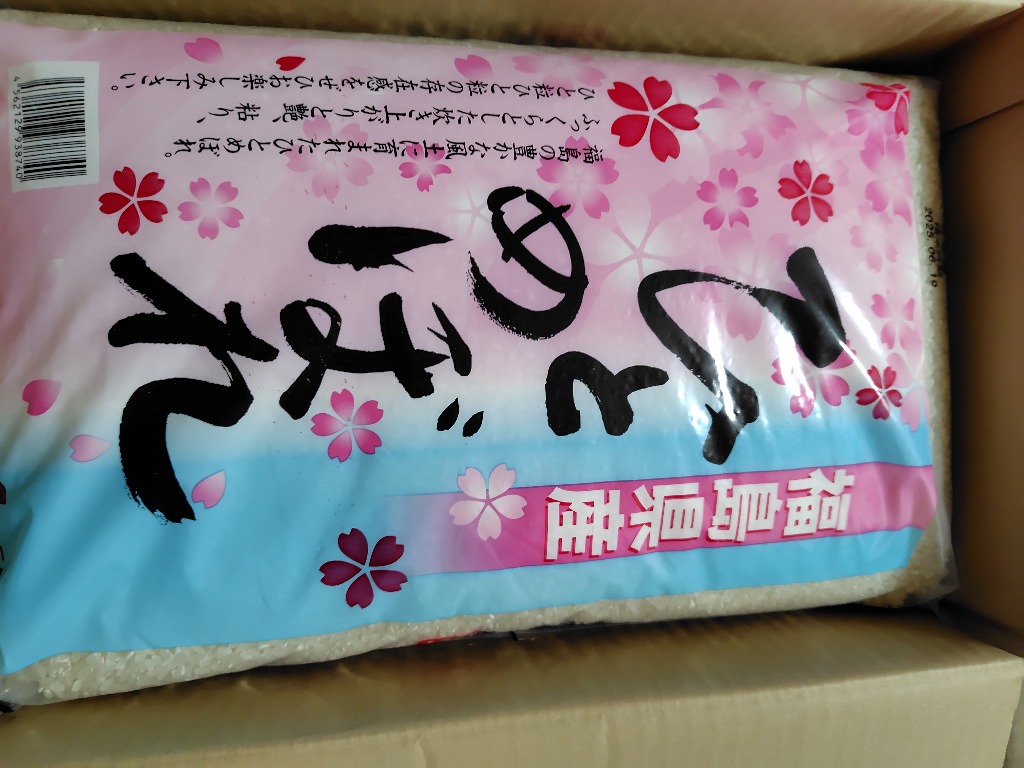 福島県産
ひとめぼれ
福島の豊かな風土に育まれたひとめぼれ。
ふっくらとした炊き上がりと艶、粘り、
ひと粒ひと粒の存在感をぜひお楽しみ下さい。